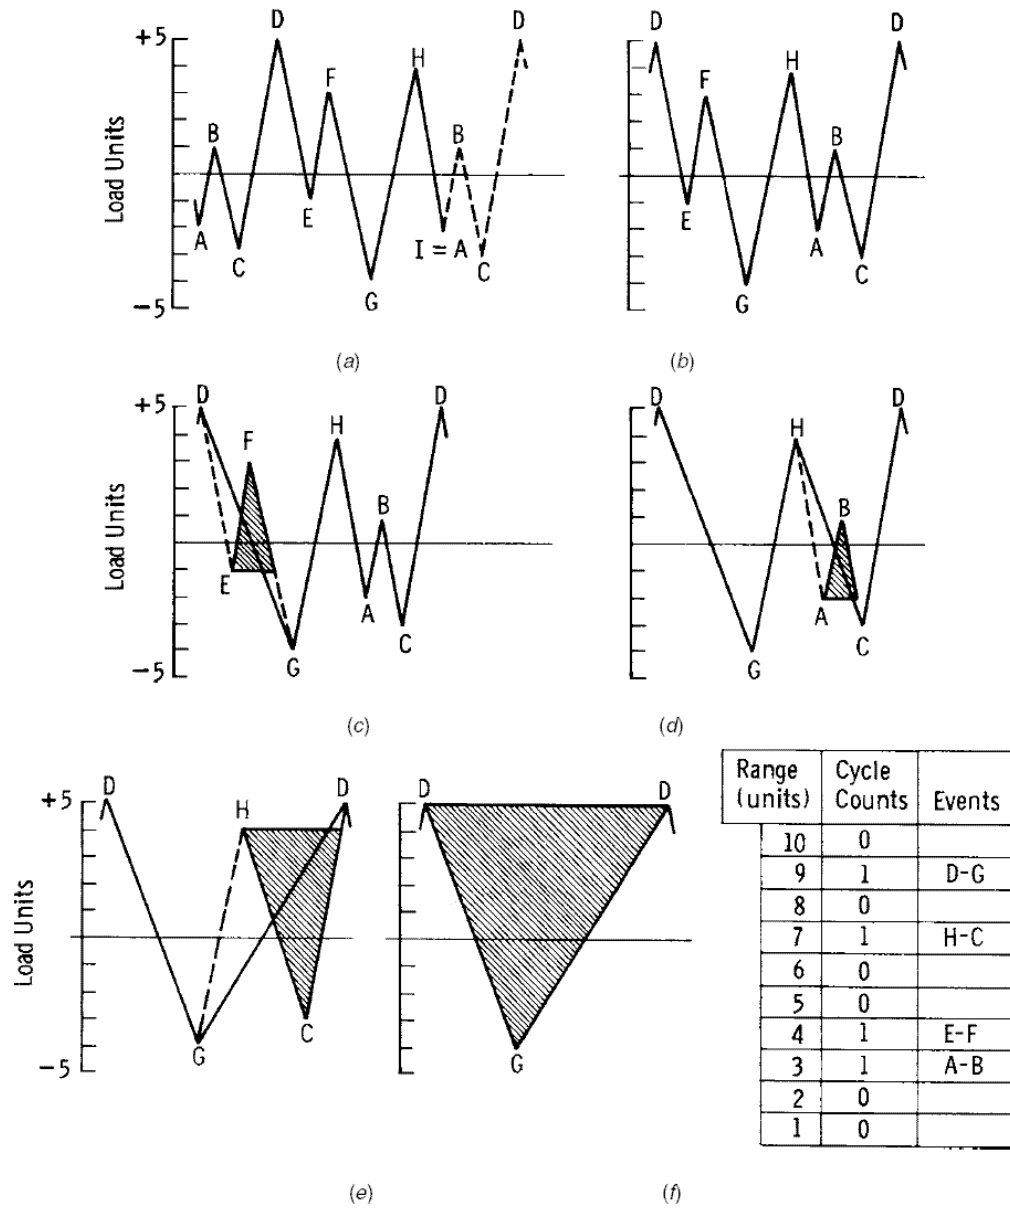 D D D D
+5
H H
F F
B B B
Load Units
E E
A I = A A
C C C
G G
-5
(a) (b)
D D D D
+5
H H
F
B B
Load Units
E A A
C C
G G
-5
(c) (d)
D D D D
+5 H
Load Units
C
G G
-5
(e) (f)
Range (units) Cycle Counts Events
10 0
9 1 D-G
8 0
7 1 H-C
6 0
5 0
4 1 E-F
3 1 A-B
2 0
1 0